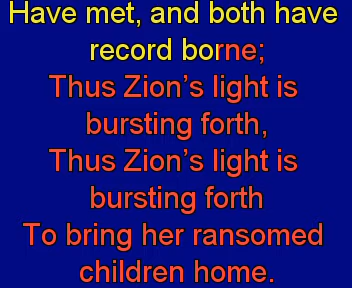 Have met, and both have
record borne;
Thus Zion’s light is
bursting forth,
Thus Zion’s light is
bursting forth
To bring her ransomed
children home.